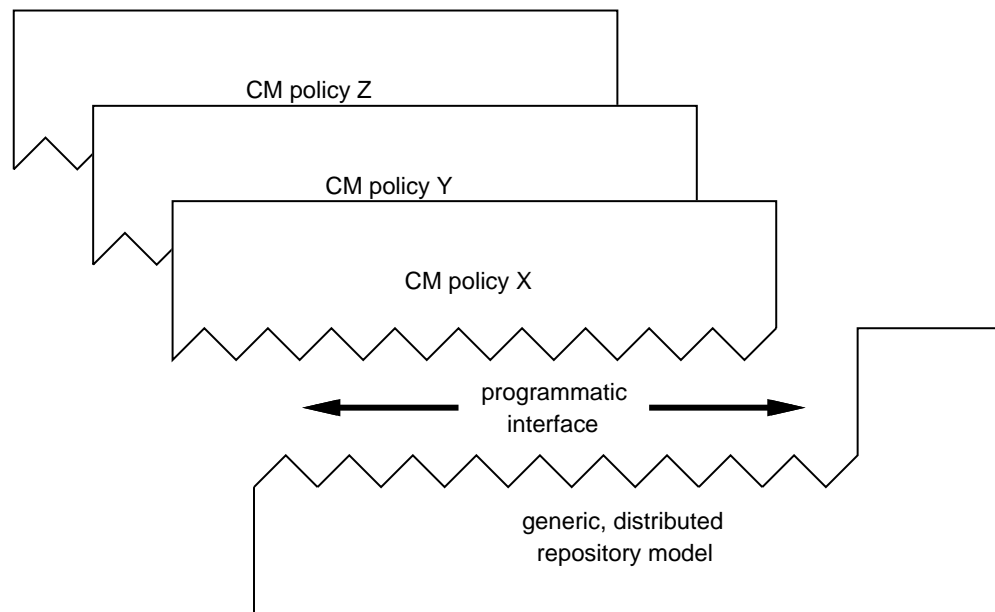 CM policy Z
CM policy Y
CM policy X
programmatic
interface
generic, distributed
repository model